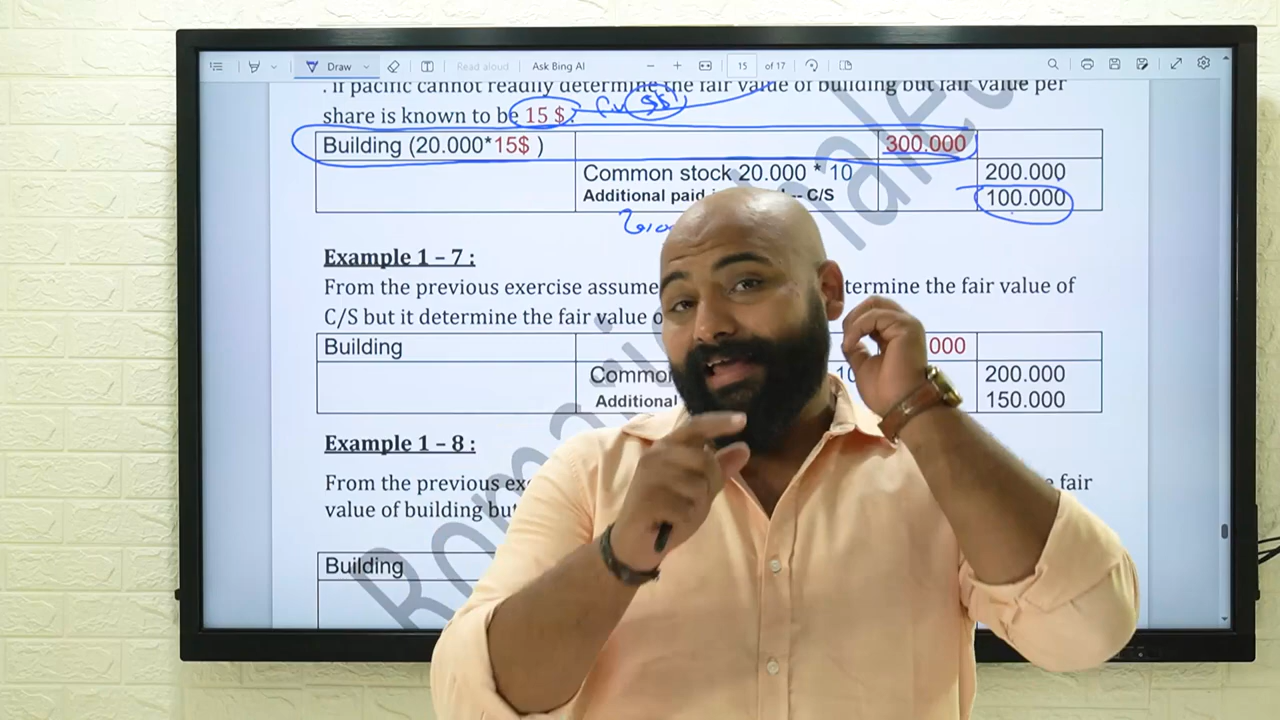 Draw
Read aloud
Ask Bing AI
15 of 17
. If pacific cannot readily determine the fair value of building but fair value per
share is known to be 15 $.
Building (20.000*15$ ) 300.000
Common stock 20.000 * 10 200.000
Additional paid C/S 100.000
Example 1 – 7 :
From the previous exercise assume termine the fair value of
C/S but it determine the fair value
Building 000
Commo 10 200.000
Additional 150.000
Example 1 – 8 :
From the previous ex fair
value of building but
Building
Romario